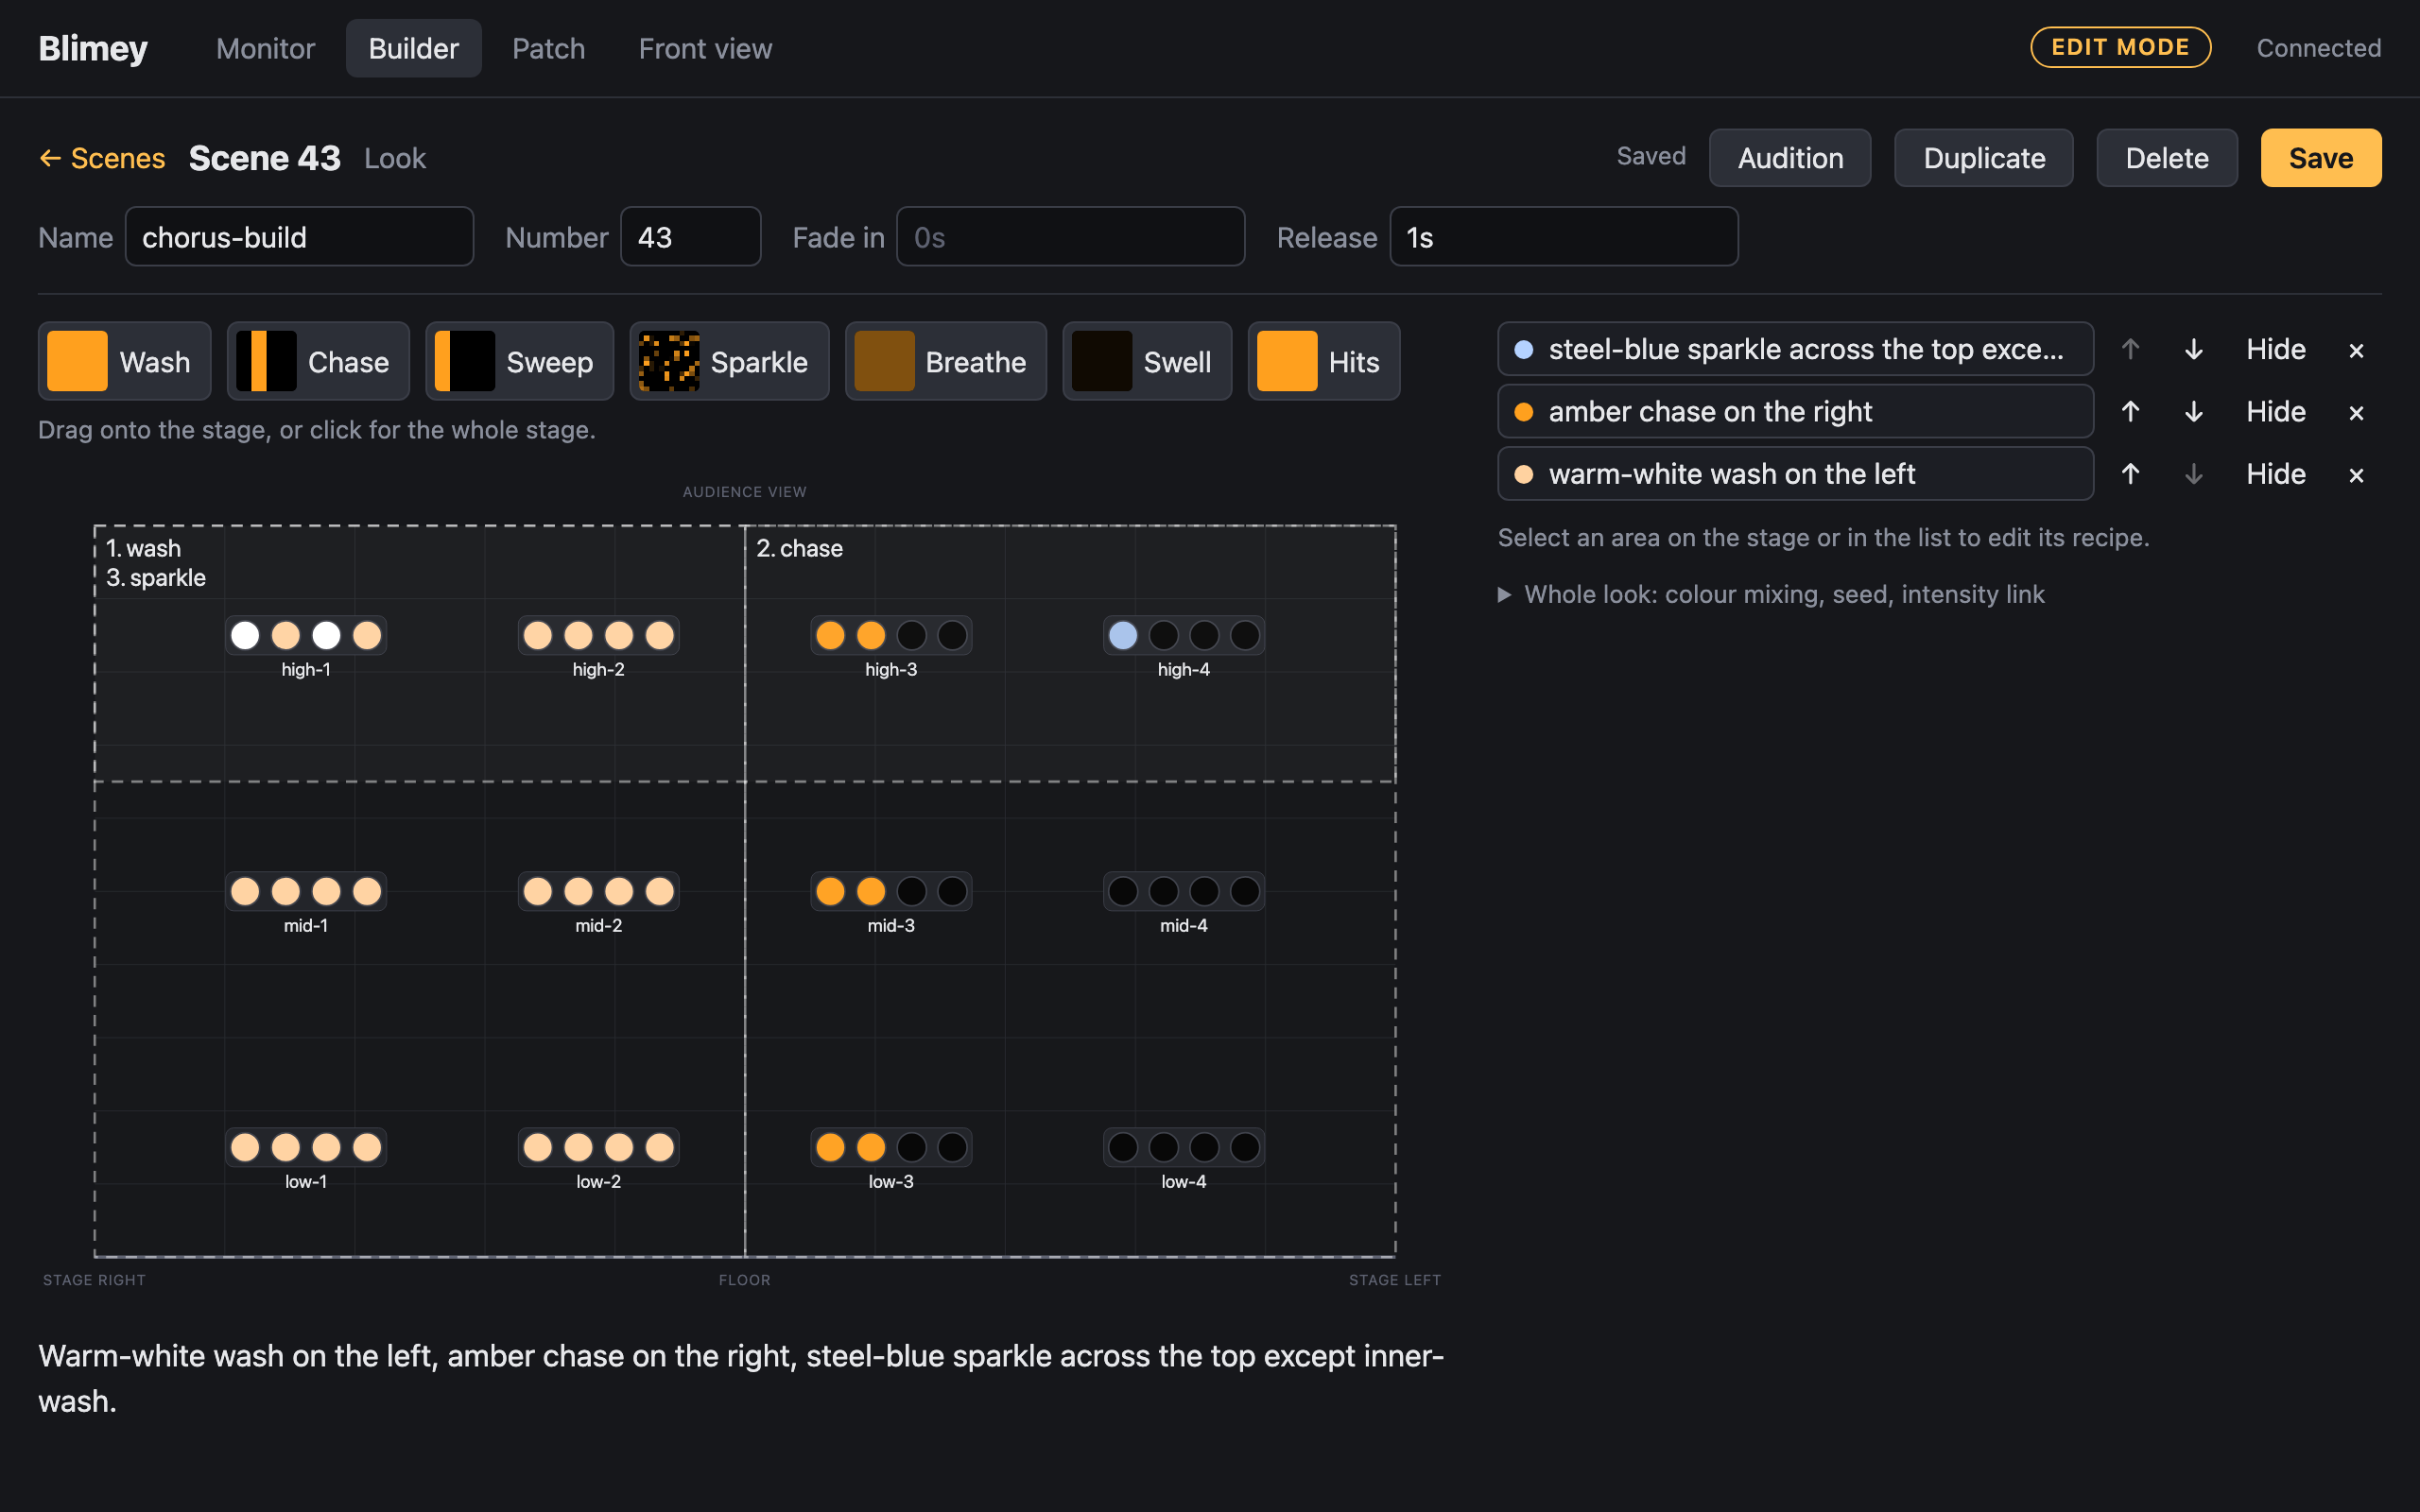 Blimey Monitor Builder Patch Front view EDIT MODE Connected
← Scenes Scene 43 Look Saved Audition Duplicate Delete Save
Name chorus-build Number 43 Fade in 0s Release 1s
Wash Chase Sweep Sparkle Breathe Swell Hits
Drag onto the stage, or click for the whole stage.
AUDIENCE VIEW
1. wash
3. sparkle
2. chase
high-1 high-2 high-3 high-4
mid-1 mid-2 mid-3 mid-4
low-1 low-2 low-3 low-4
STAGE RIGHT FLOOR STAGE LEFT
Warm-white wash on the left, amber chase on the right, steel-blue sparkle across the top except inner-
wash.
steel-blue sparkle across the top exce... ↑ ↓ Hide ×
amber chase on the right ↑ ↓ Hide ×
warm-white wash on the left ↑ ↓ Hide ×
Select an area on the stage or in the list to edit its recipe.
▶ Whole look: colour mixing, seed, intensity link